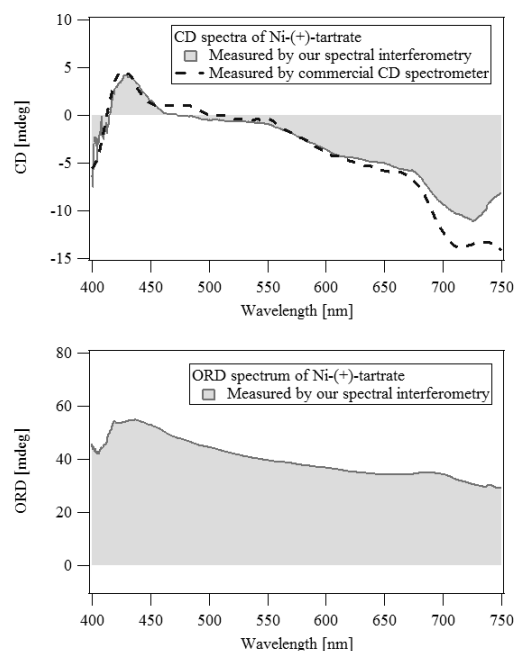 CD spectra of Ni-(+)-tartrate
Measured by our spectral interferometry
Measured by commercial CD spectrometer
10
5
0
-5
-10
-15
CD [mdeg]
400 450 500 550 600 650 700 750
Wavelength [nm]
ORD spectrum of Ni-(+)-tartrate
Measured by our spectral interferometry
80
60
40
20
0
ORD [mdeg]
400 450 500 550 600 650 700 750
Wavelength [nm]